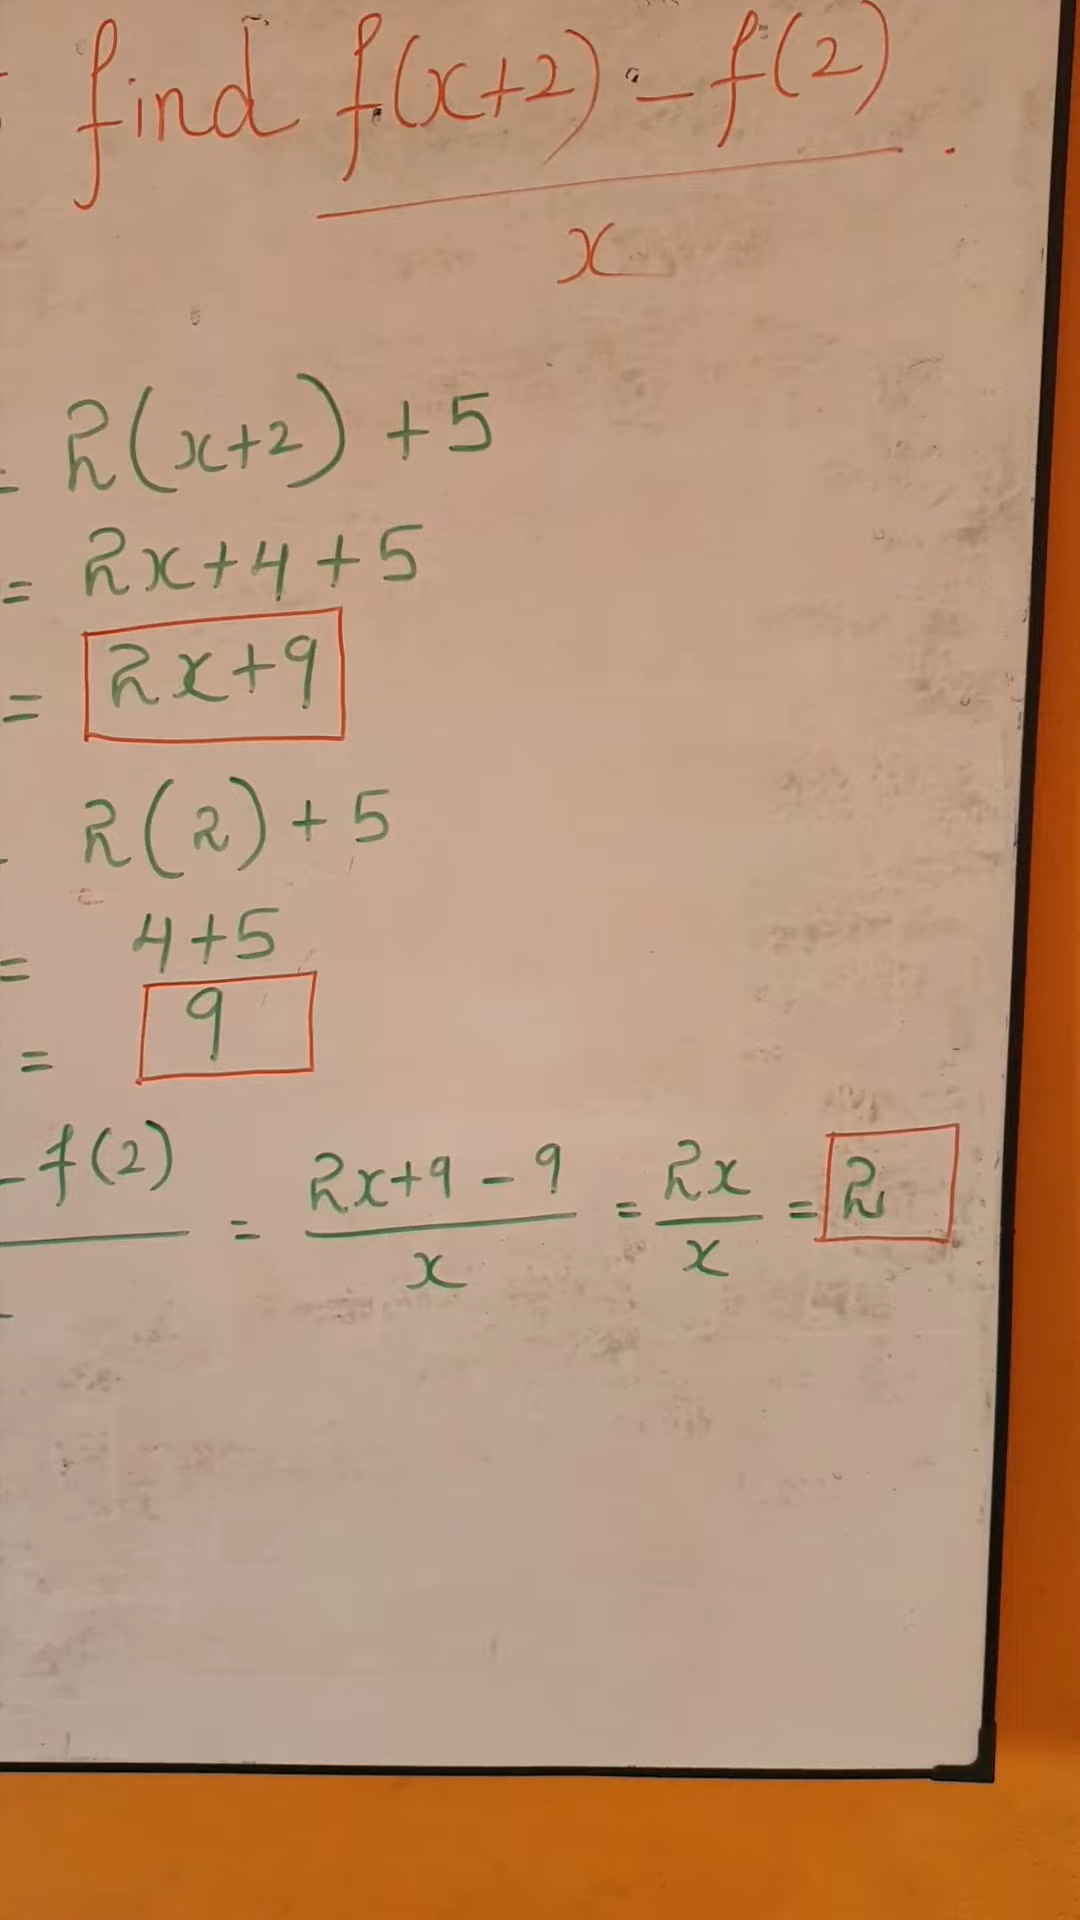 find f(x+2) - f(2) .
x
= 2(x+2) + 5
= 2x+4+5
= 2x+9
2(2)+5
= 4+5
= 9
- f(2) = 2x+9-9 = 2x = 2
x x